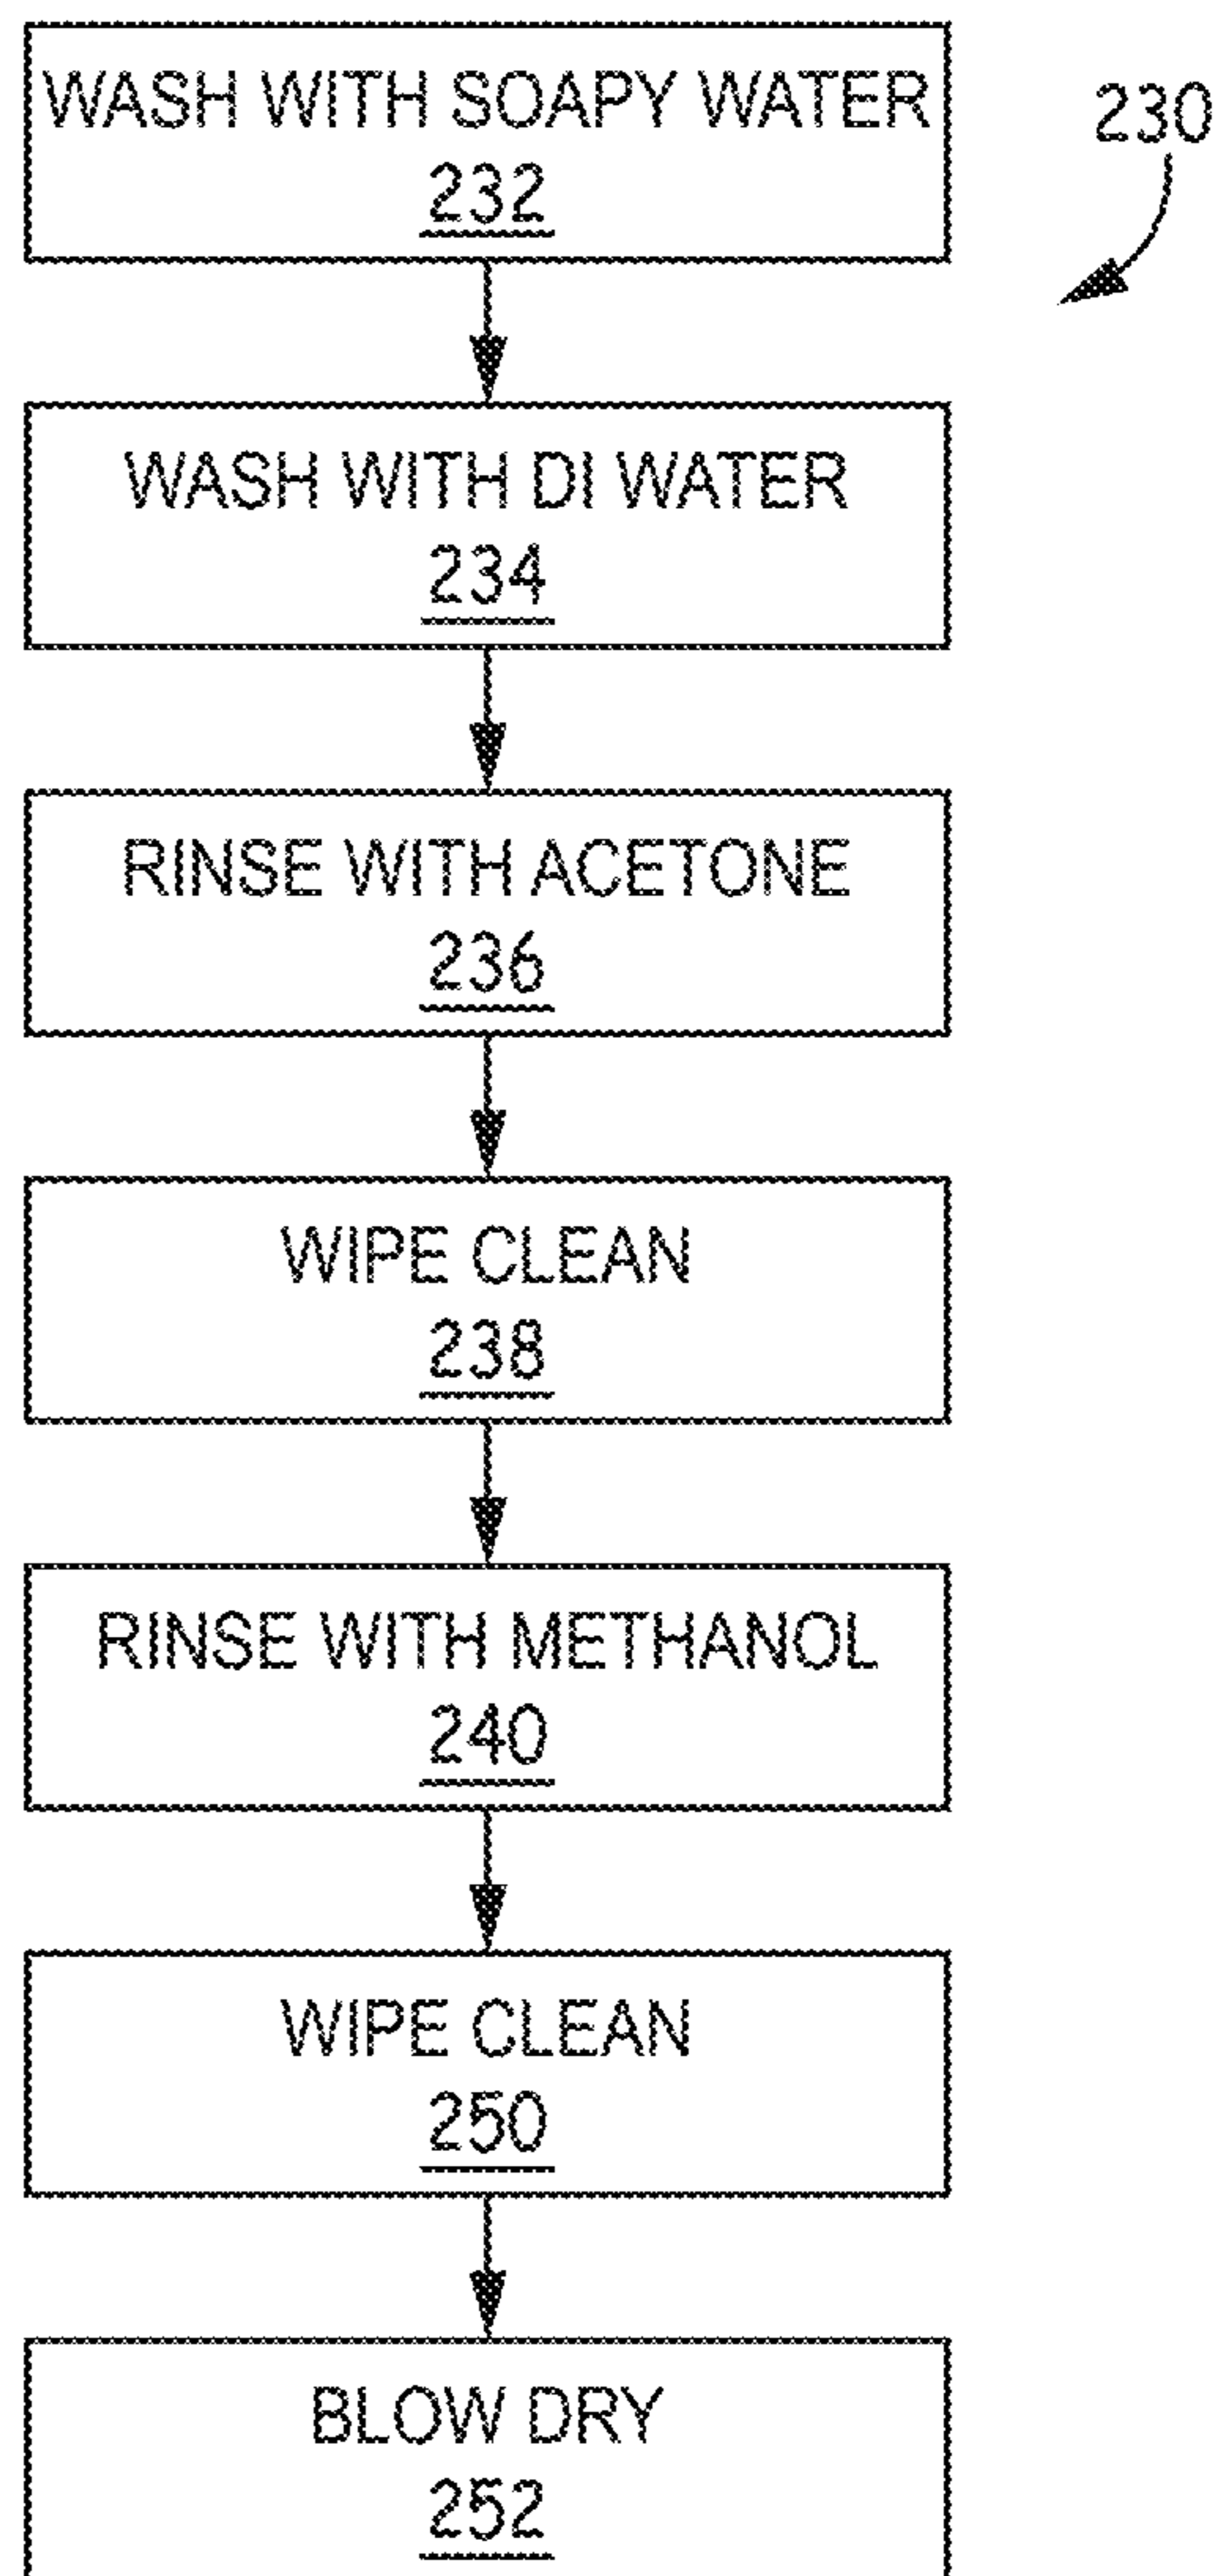 WASH WITH SOAPY WATER
232
230
WASH WITH DI WATER
234
RINSE WITH ACETONE
236
WIPE CLEAN
238
RINSE WITH METHANOL
240
WIPE CLEAN
250
BLOW DRY
252